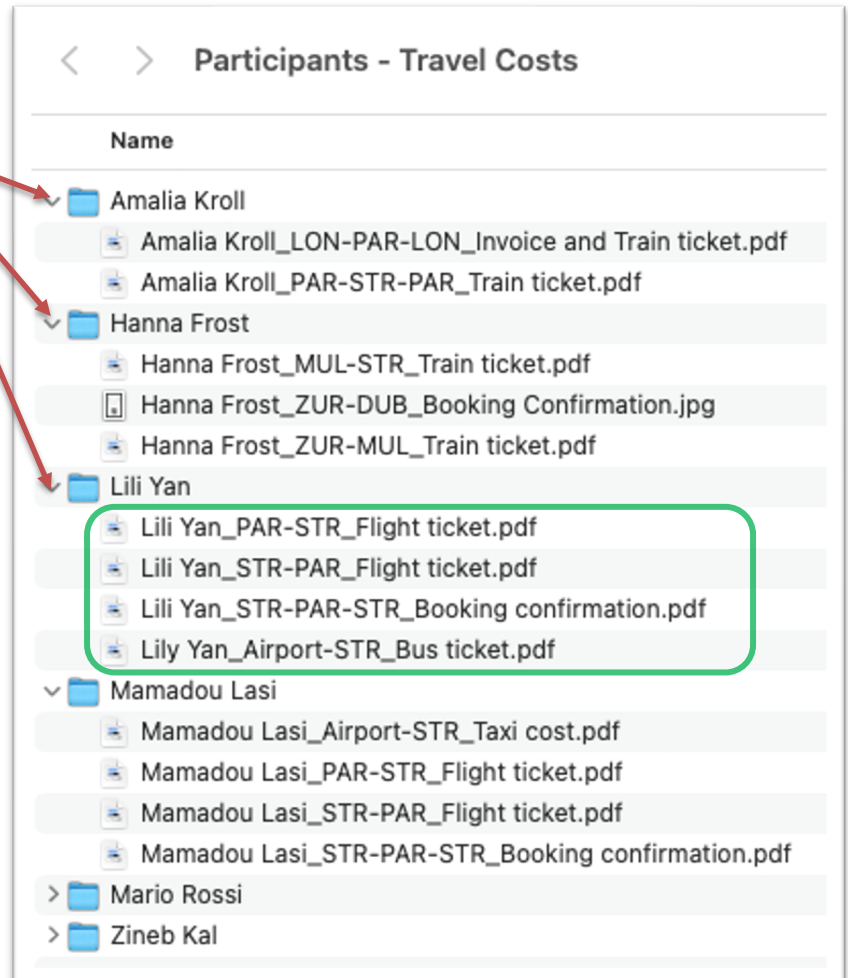 Participants - Travel Costs
Name
Amalia Kroll
Amalia Kroll_LON-PAR-LON_Invoice and Train ticket.pdf
Amalia Kroll_PAR-STR-PAR_Train ticket.pdf
Hanna Frost
Hanna Frost_MUL-STR_Train ticket.pdf
Hanna Frost_ZUR-DUB_Booking Confirmation.jpg
Hanna Frost_ZUR-MUL_Train ticket.pdf
Lili Yan
Lili Yan_PAR-STR_Flight ticket.pdf
Lili Yan_STR-PAR_Flight ticket.pdf
Lili Yan_STR-PAR-STR_Booking confirmation.pdf
Lily Yan_Airport-STR_Bus ticket.pdf
Mamadou Lasi
Mamadou Lasi_Airport-STR_Taxi cost.pdf
Mamadou Lasi_PAR-STR_Flight ticket.pdf
Mamadou Lasi_STR-PAR_Flight ticket.pdf
Mamadou Lasi_STR-PAR-STR_Booking confirmation.pdf
Mario Rossi
Zineb Kal